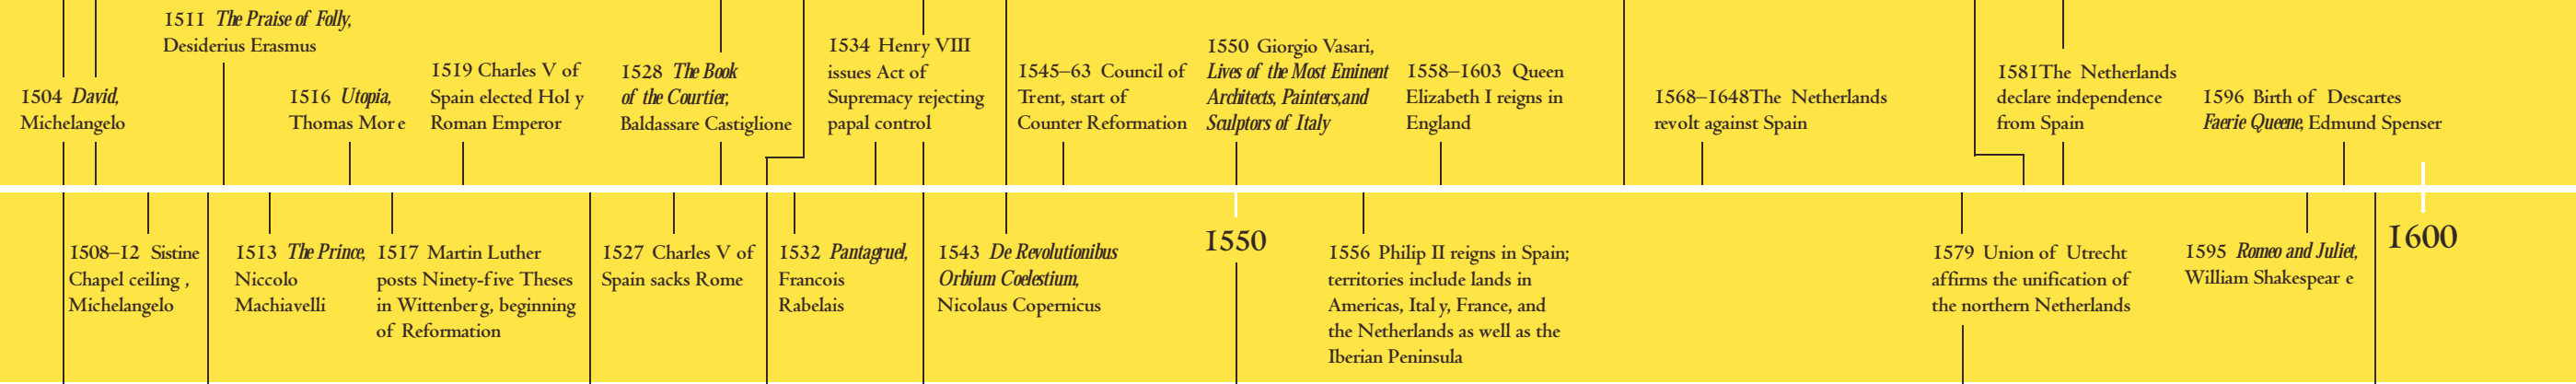 1511 The Praise of Folly,
Desiderius Erasmus
1504 David,
Michelangelo
1516 Utopia,
Thomas More
1519 Charles V of
Spain elected Holy
Roman Emperor
1528 The Book
of the Courtier,
Baldassare Castiglione
1534 Henry VIII
issues Act of
Supremacy rejecting
papal control
1545–63 Council of
Trent, start of
Counter Reformation
1550 Giorgio Vasari,
Lives of the Most Eminent
Architects, Painters,and
Sculptors of Italy
1558–1603 Queen
Elizabeth I reigns in
England
1568–1648The Netherlands
revolt against Spain
1581The Netherlands
declare independence
from Spain
1596 Birth of Descartes
Faerie Queene, Edmund Spenser
1508–12 Sistine
Chapel ceiling ,
Michelangelo
1513 The Prince,
Niccolo
Machiavelli
1517 Martin Luther
posts Ninety-five Theses
in Wittenberg, beginning
of Reformation
1527 Charles V of
Spain sacks Rome
1532 Pantagruel,
Francois
Rabelais
1543 De Revolutionibus
Orbium Coelestium,
Nicolaus Copernicus
1550
1556 Philip II reigns in Spain;
territories include lands in
Americas, Italy, France, and
the Netherlands as well as the
Iberian Peninsula
1579 Union of Utrecht
affirms the unification of
the northern Netherlands
1595 Romeo and Juliet,
William Shakespeare
1600